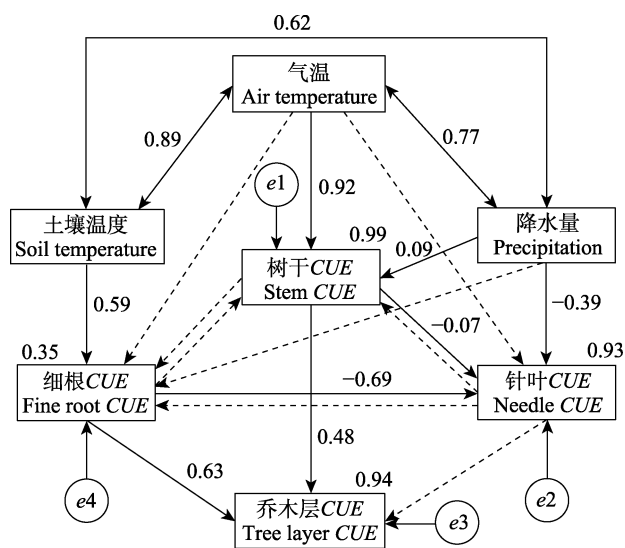 0.62
气温
Air temperature
0.89
0.77
e1
0.92
土壤温度
Soil temperature
降水量
Precipitation
0.99
0.09
树干CUE
Stem CUE
0.59
−0.39
−0.07
0.35
0.93
细根CUE
Fine root CUE
−0.69
针叶CUE
Needle CUE
0.48
0.63
0.94
e4
乔木层CUE
Tree layer CUE
e3
e2